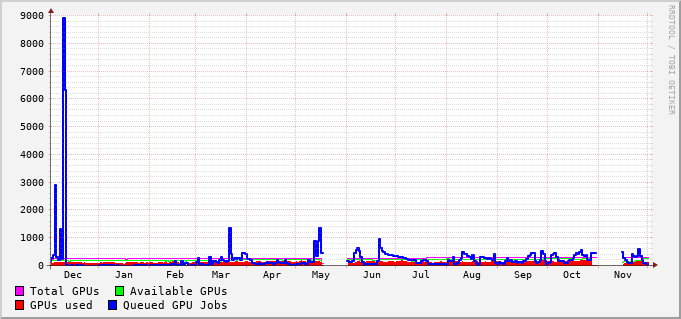 9000
8000
7000
6000
5000
4000
3000
2000
1000
0
Dec Jan Feb Mar Apr May Jun Jul Aug Sep Oct Nov
Total GPUs Available GPUs
GPUs used Queued GPU Jobs
RRDTOOL / TOBI OETIKER